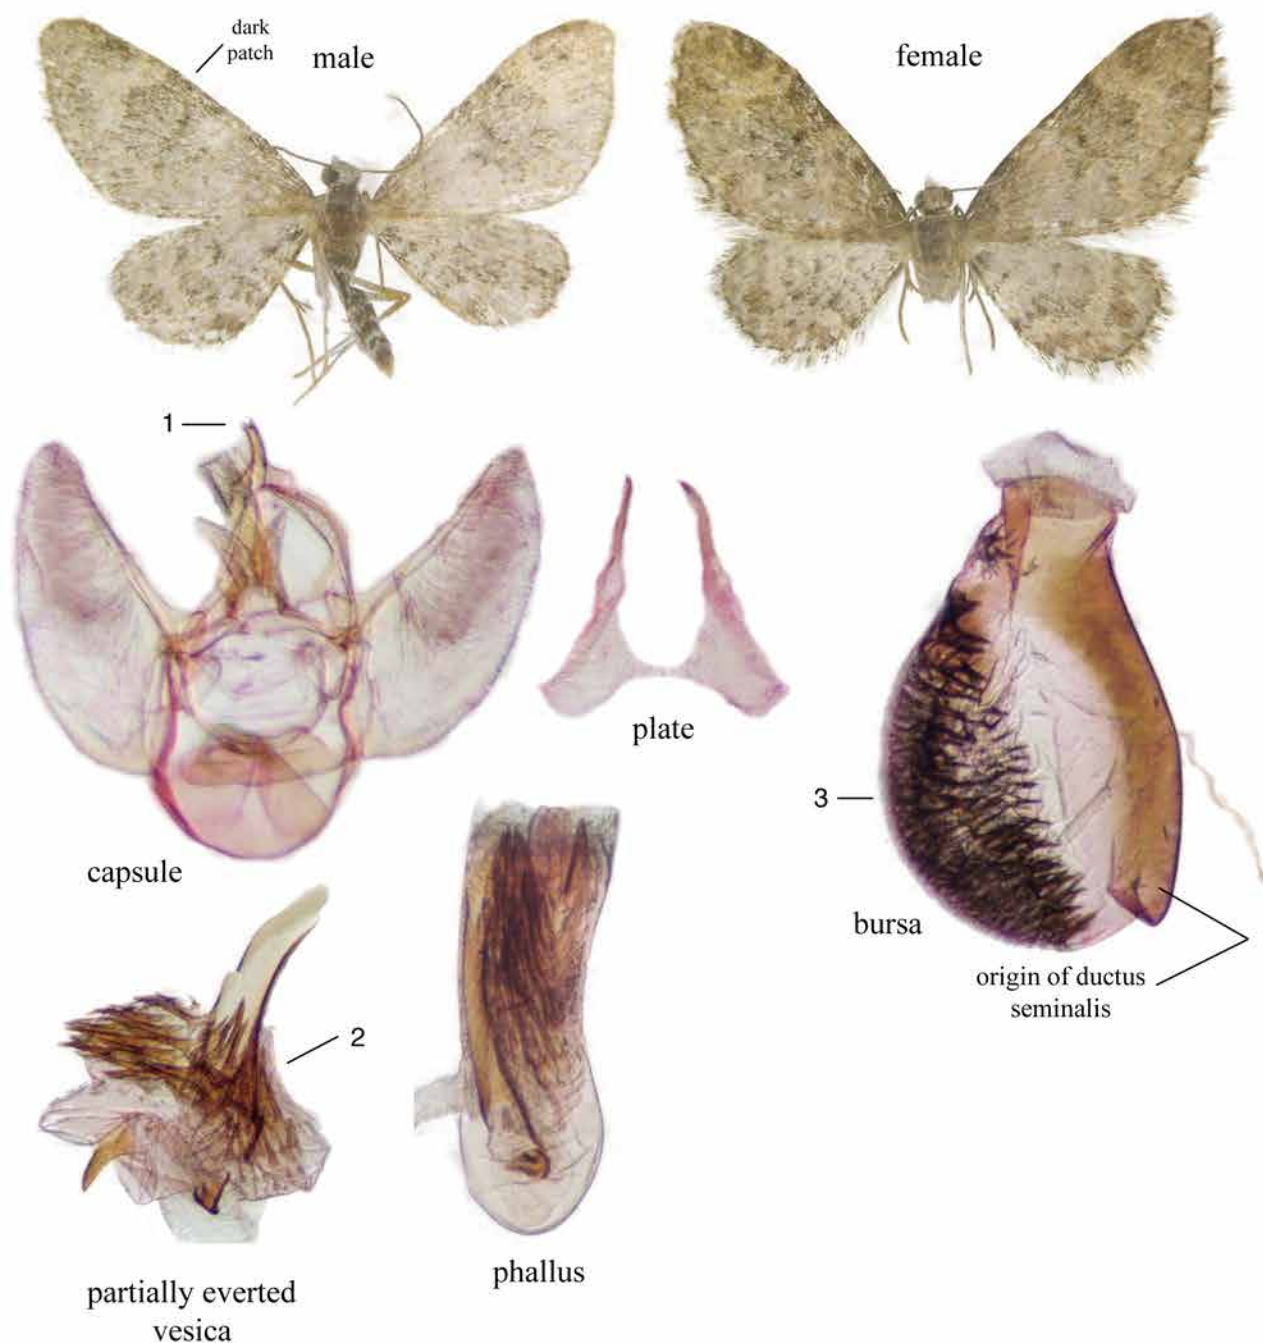 dark
patch
male
female
1
plate
3
capsule
bursa
origin of ductus
seminalis
2
phallus
partially everted
vesica